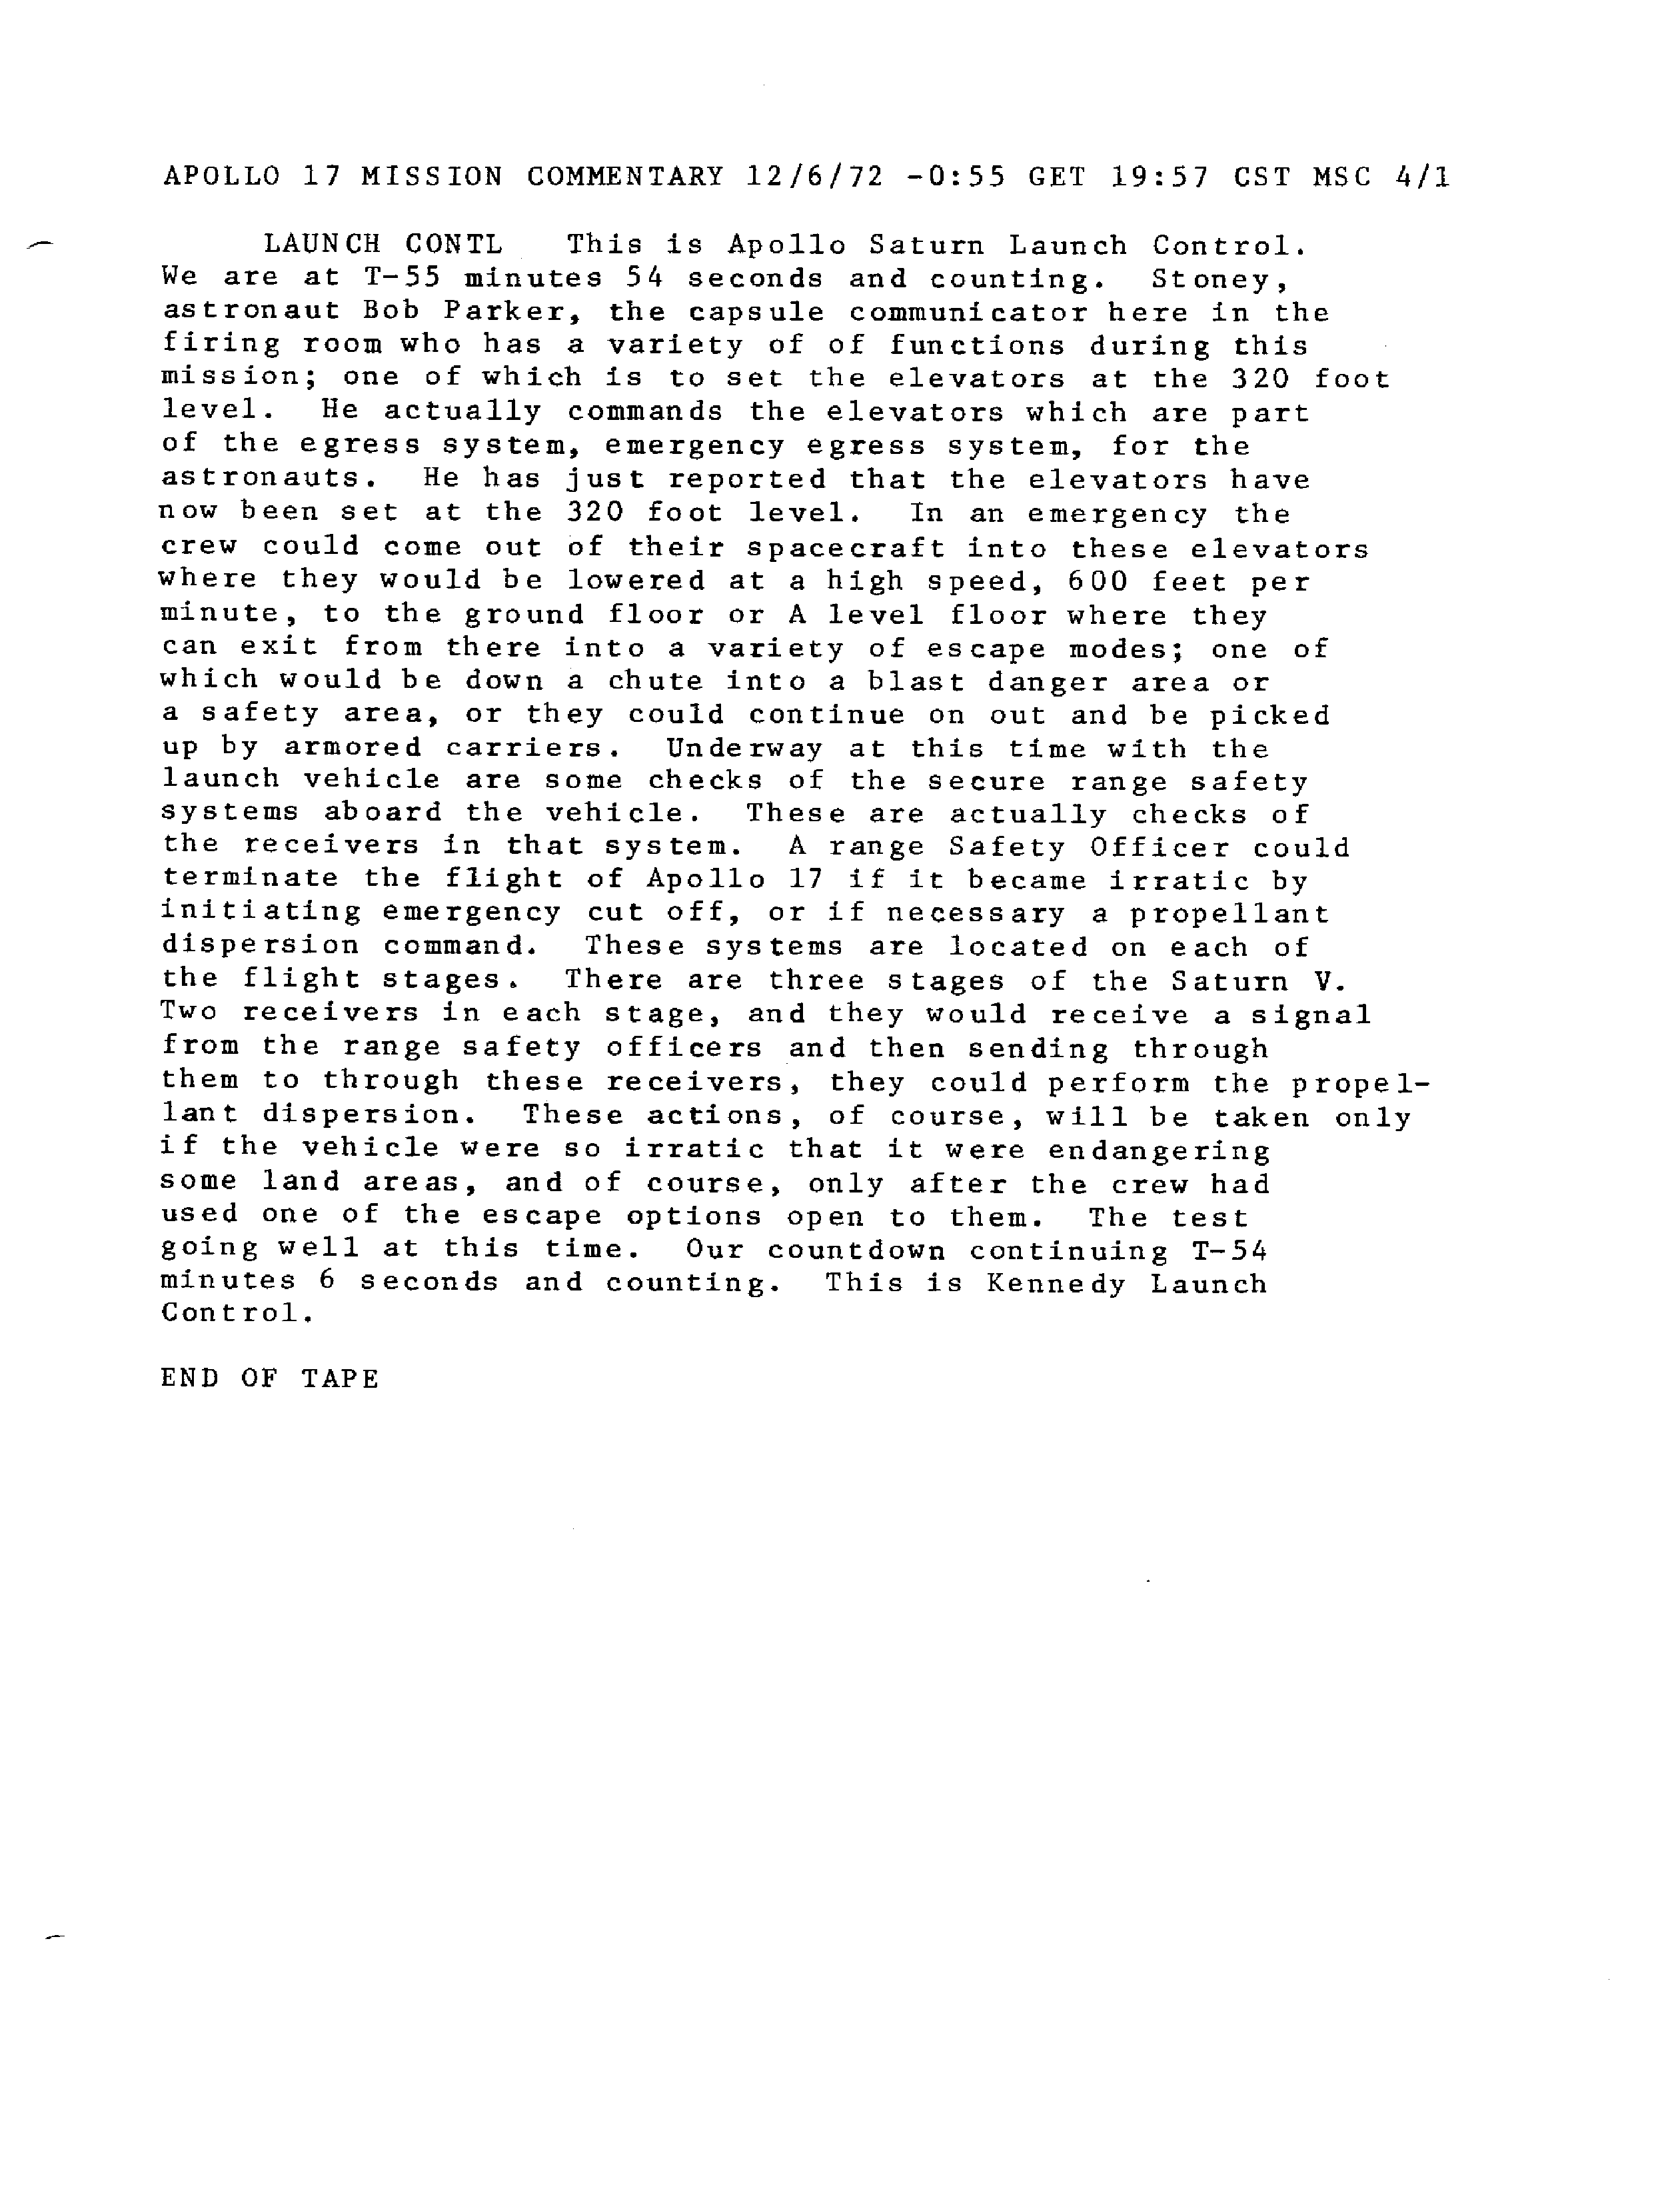 APOLLO 17 MISSION COMMENTARY 12/6/72 -0:55 GET 19:57 CST MSC 4/1
LAUNCH CONTL This is Apollo Saturn Launch Control.
We are at T-55 minutes 54 seconds and counting. Stoney,
astronaut Bob Parker, the capsule communicator here in the
firing room who has a variety of of functions during this
mission; one of which is to set the elevators at the 320 foot
level. He actually commands the elevators which are part
of the egress system, emergency egress system, for the
astronauts. He has just reported that the elevators have
now been set at the 320 foot level. In an emergency the
crew could come out of their spacecraft into these elevators
where they would be lowered at a high speed, 600 feet per
minute, to the ground floor or A level floor where they
can exit from there into a variety of escape modes; one of
which would be down a chute into a blast danger area or
a safety area, or they could continue on out and be picked
up by armored carriers. Underway at this time with the
launch vehicle are some checks of the secure range safety
systems aboard the vehicle. These are actually checks of
the receivers in that system. A range Safety Officer could
terminate the flight of Apollo 17 if it became irratic by
initiating emergency cut off, or if necessary a propellant
dispersion command. These systems are located on each of
the flight stages. There are three stages of the Saturn V.
Two receivers in each stage, and they would receive a signal
from the range safety officers and then sending through
them to through these receivers, they could perform the propel-
lant dispersion. These actions, of course, will be taken only
if the vehicle were so irratic that it were endangering
some land areas, and of course, only after the crew had
used one of the escape options open to them. The test
going well at this time. Our countdown continuing T-54
minutes 6 seconds and counting. This is Kennedy Launch
Control.
END OF TAPE